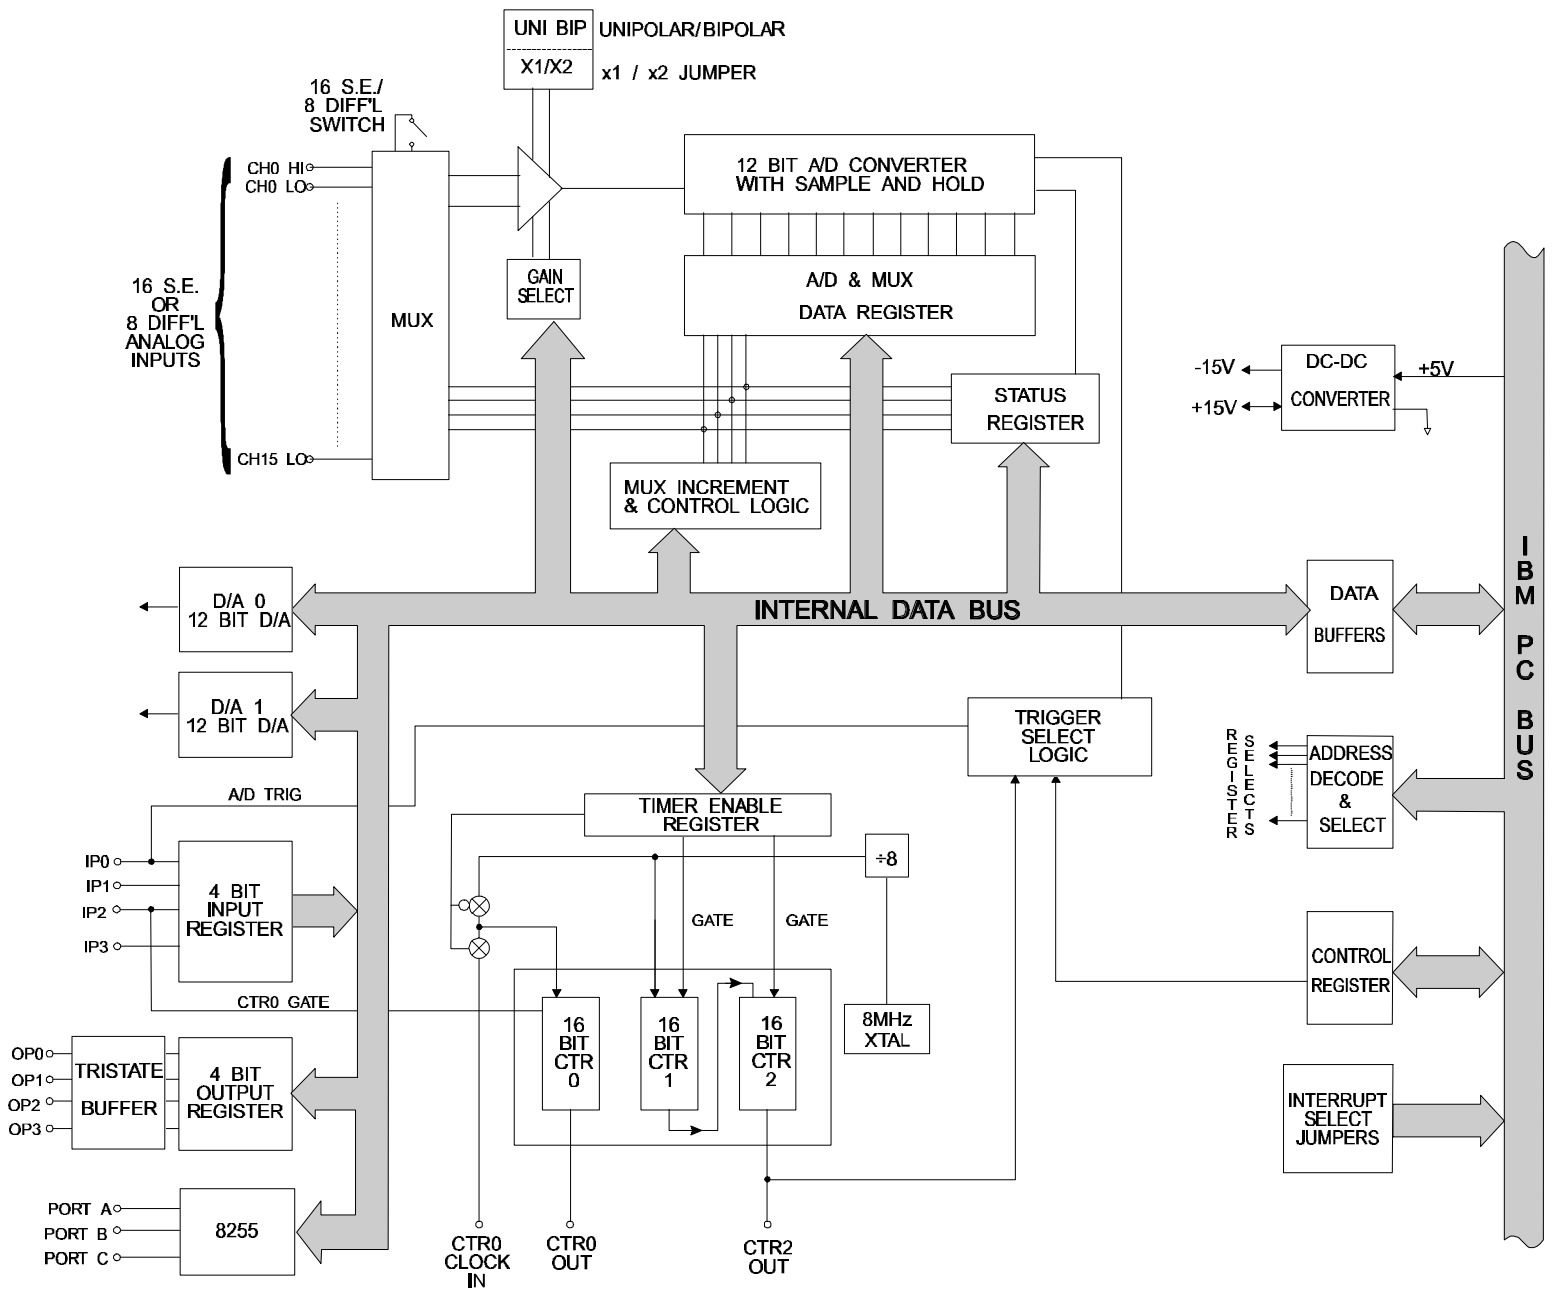 UNI BIP
UNIPOLAR/BIPOLAR
X1/X2
x1 / x2 JUMPER
16 S.E./
8 DIFF'L
SWITCH
CH0 HI
CH0 LO
16 S.E.
OR
8 DIFF'L
ANALOG
INPUTS
CH15 LO
MUX
GAIN
SELECT
12 BIT A/D CONVERTER
WITH SAMPLE AND HOLD
A/D & MUX
DATA REGISTER
STATUS
REGISTER
MUX INCREMENT
& CONTROL LOGIC
-15V
+15V
DC-DC
CONVERTER
+5V
IBM PC BUS
D/A 0
12 BIT D/A
INTERNAL DATA BUS
DATA
BUFFERS
D/A 1
12 BIT D/A
TRIGGER
SELECT
LOGIC
REGISTER
SELECTS
ADDRESS
DECODE
&
SELECT
A/D TRIG
TIMER ENABLE
REGISTER
÷8
IP0
IP1
IP2
IP3
4 BIT
INPUT
REGISTER
GATE
GATE
CONTROL
REGISTER
CTR0 GATE
16
BIT
CTR
0
16
BIT
CTR
1
16
BIT
CTR
2
8MHz
XTAL
OP0
OP1
OP2
OP3
TRISTATE
BUFFER
4 BIT
OUTPUT
REGISTER
INTERRUPT
SELECT
JUMPERS
PORT A
PORT B
PORT C
8255
CTR0
CLOCK
IN
CTR0
OUT
CTR2
OUT